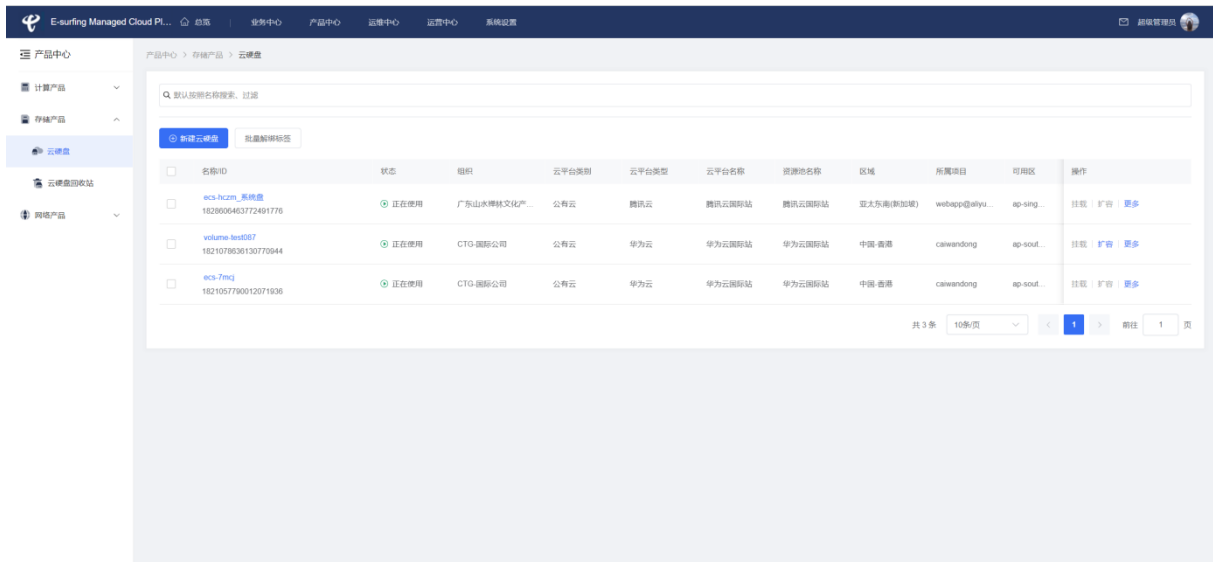 E-surfing Managed Cloud Pl... 总览 业务中心 产品中心 运维中心 运营中心 系统设置 超级管理员
产品中心
产品中心 > 存储产品 > 云硬盘
计算产品
存储产品
云硬盘
云硬盘回收站
网络产品
默认按照名称搜索、过滤
新建云硬盘 批量解绑标签
名称/ID 状态 组织 云平台类别 云平台类型 云平台名称 资源池名称 区域 所属项目 可用区 操作
ecs-hczm_系统盘
1828606463772491776 正在使用 广东山水禅林文化产... 公有云 腾讯云 腾讯云国际站 腾讯云国际站 亚太东南(新加坡) webapp@aliyu... ap-sing... 挂载 扩容 更多
volume-test087
1821078636130770944 正在使用 CTG-国际公司 公有云 华为云 华为云国际站 华为云国际站 中国-香港 caiwandong ap-sout... 挂载 扩容 更多
ecs-7mcj
1821057790012071936 正在使用 CTG-国际公司 公有云 华为云 华为云国际站 华为云国际站 中国-香港 caiwandong ap-sout... 挂载 扩容 更多
共 3 条 10条/页 < 1 > 前往 1 页